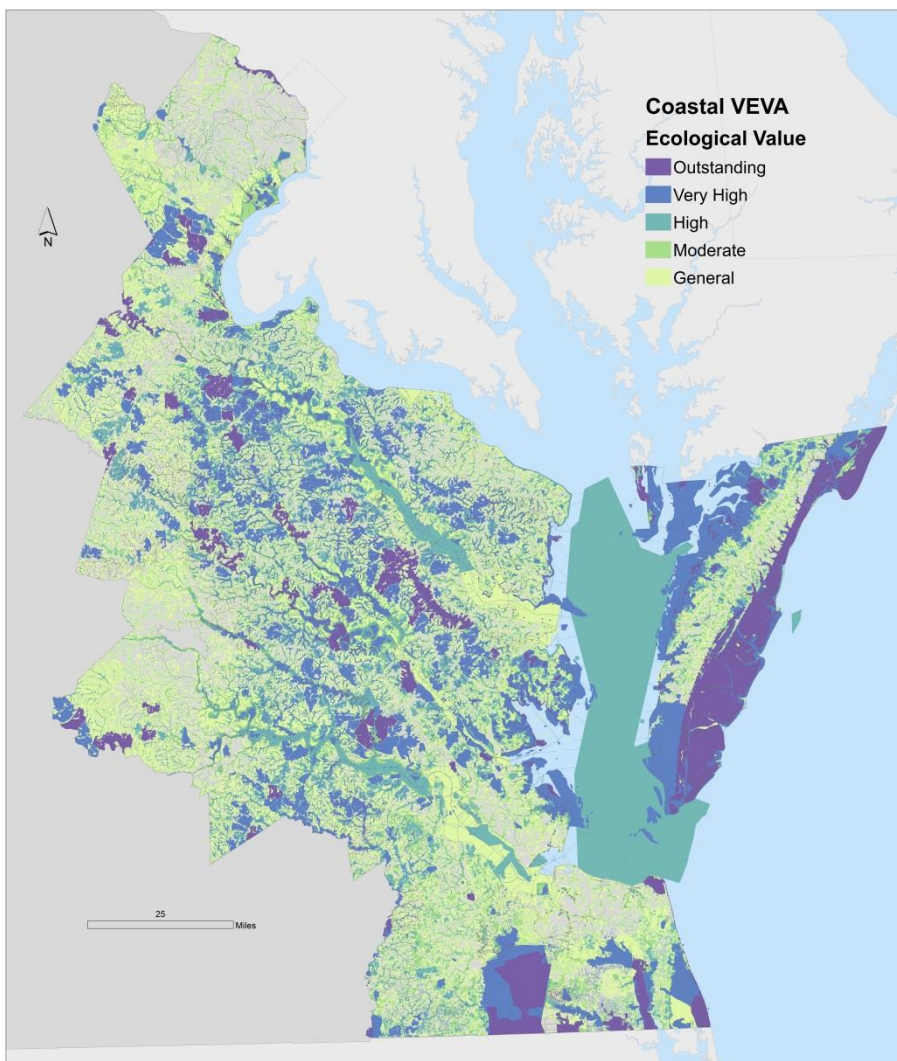 Coastal VEVA
Ecological Value
Outstanding
Very High
High
Moderate
General
N
25
Miles